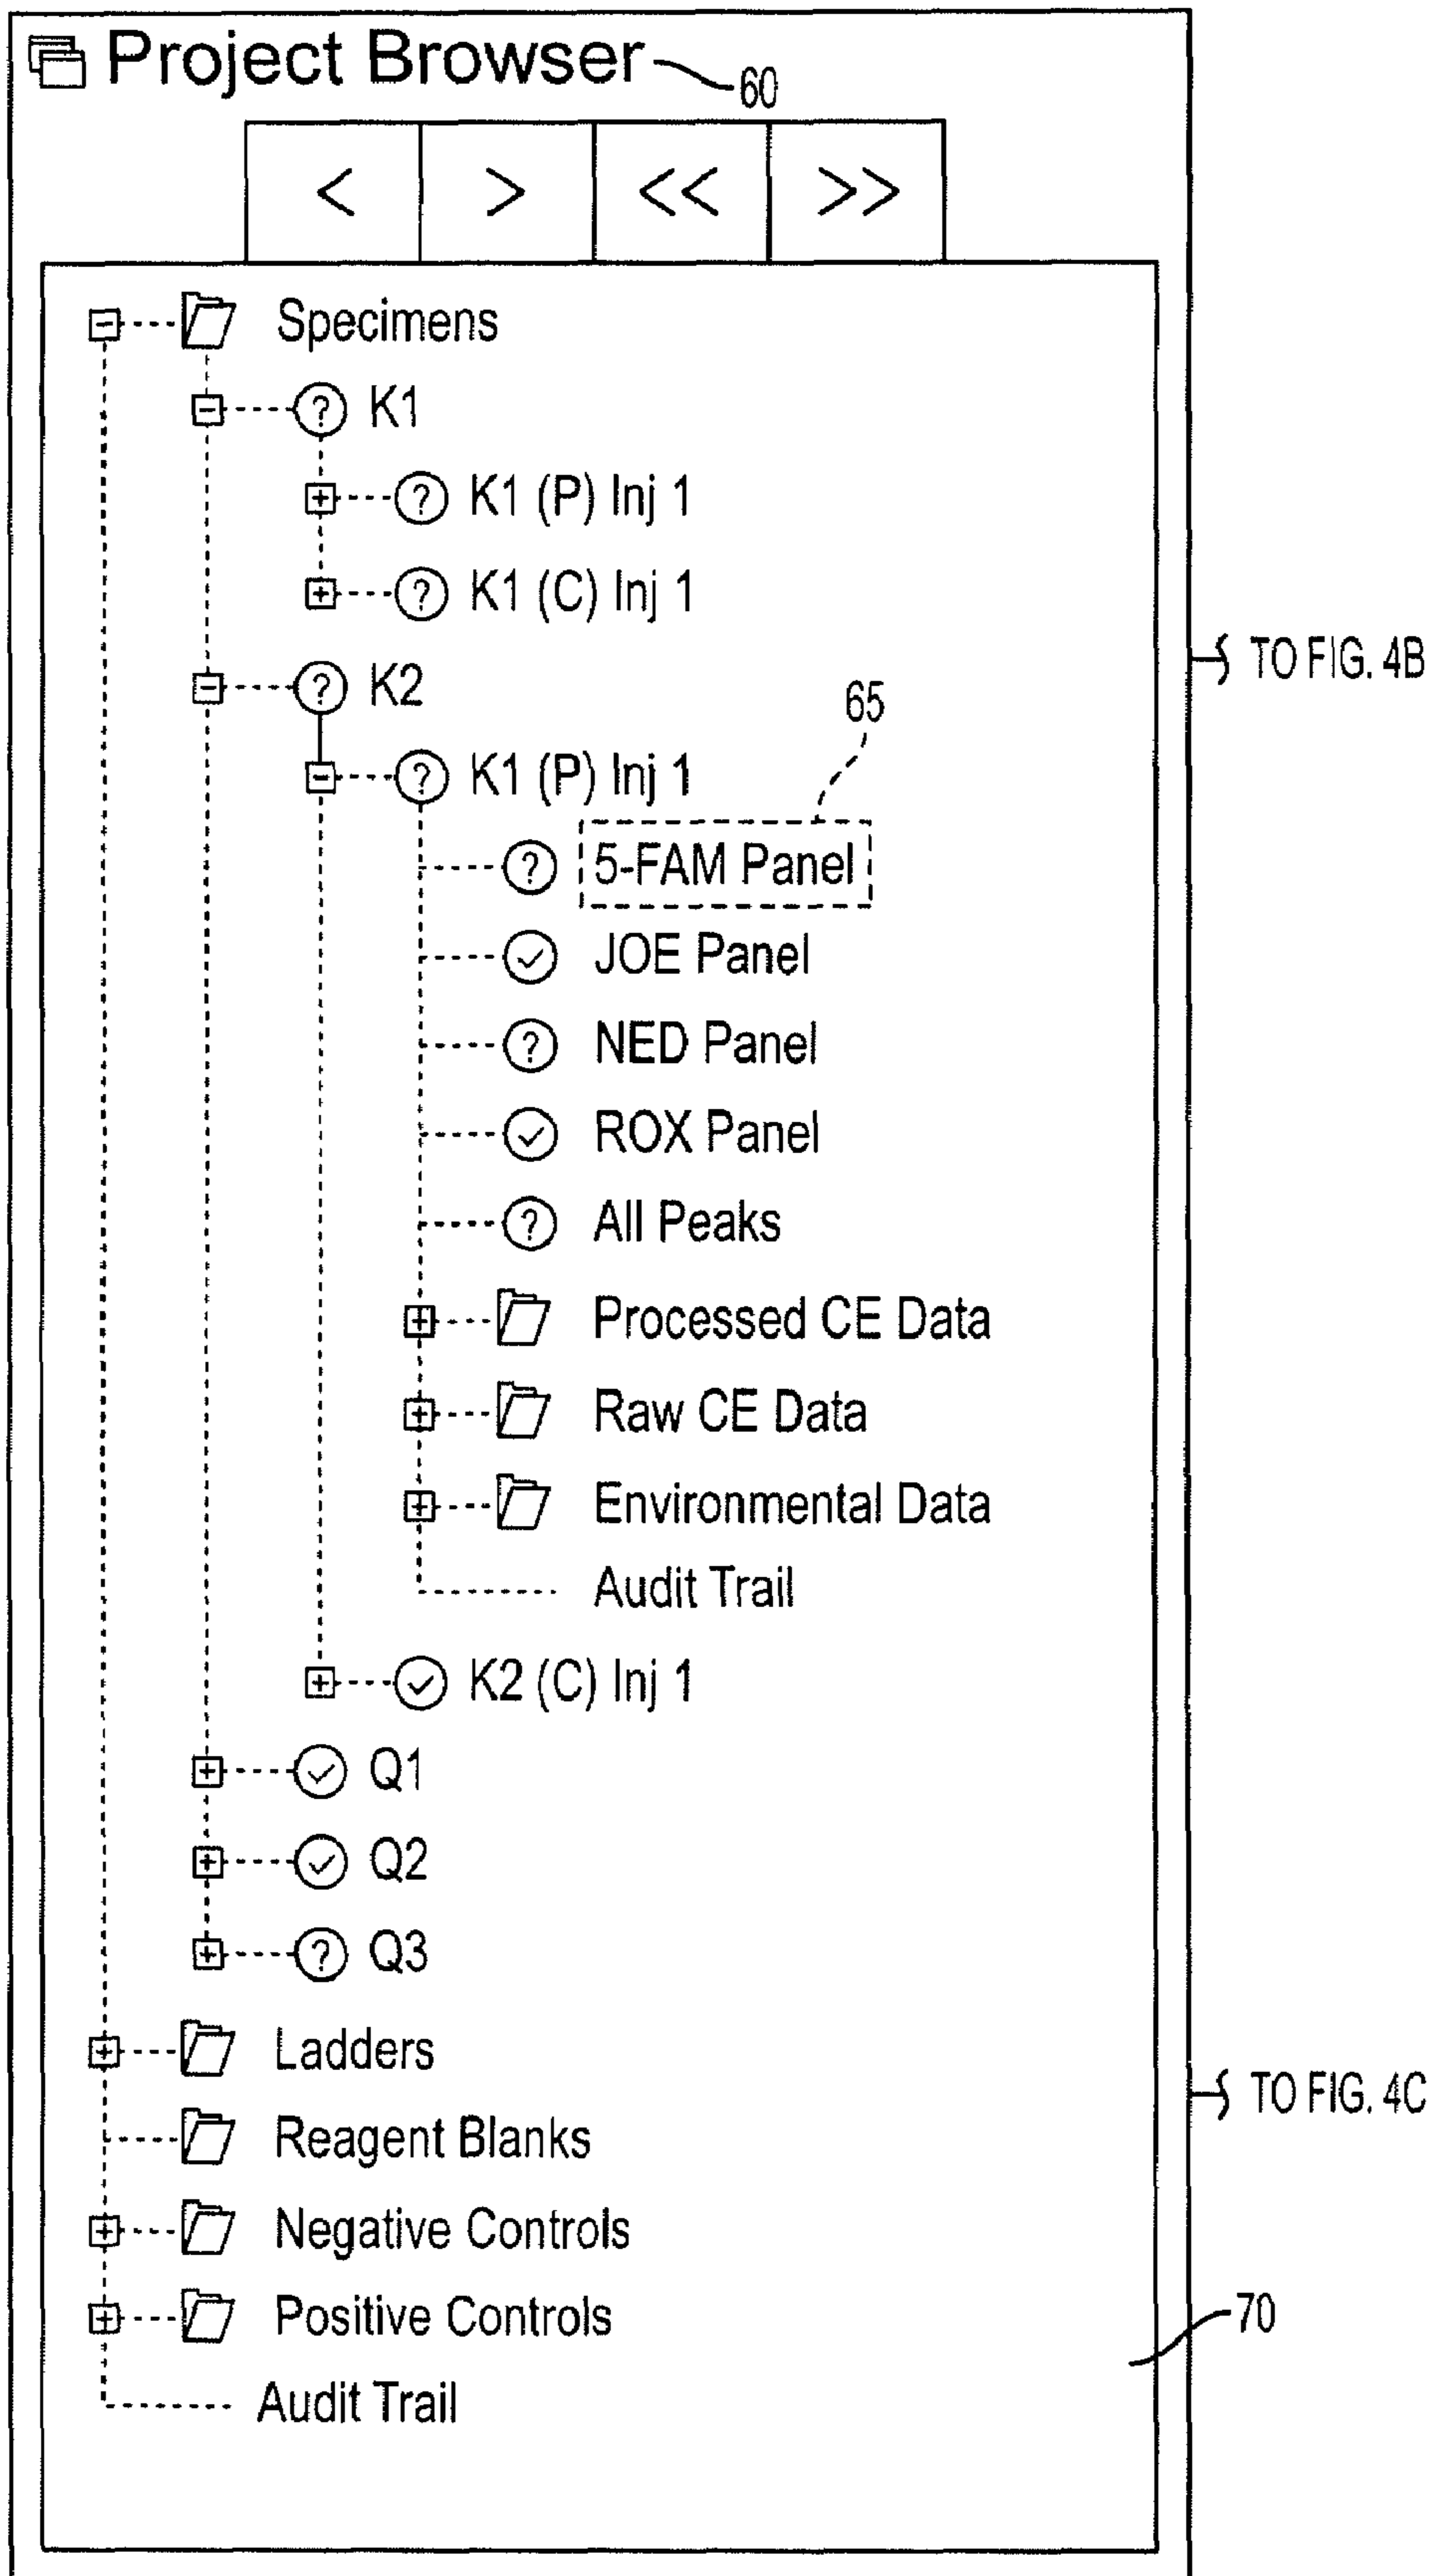 Project Browser
60
< > << >>
Specimens
? K1
? K1 (P) Inj 1
? K1 (C) Inj 1
TO FIG. 4B
? K2
65
? K1 (P) Inj 1
? 5-FAM Panel
JOE Panel
? NED Panel
ROX Panel
? All Peaks
Processed CE Data
Raw CE Data
Environmental Data
Audit Trail
K2 (C) Inj 1
Q1
Q2
? Q3
Ladders
TO FIG. 4C
Reagent Blanks
Negative Controls
Positive Controls
70
Audit Trail